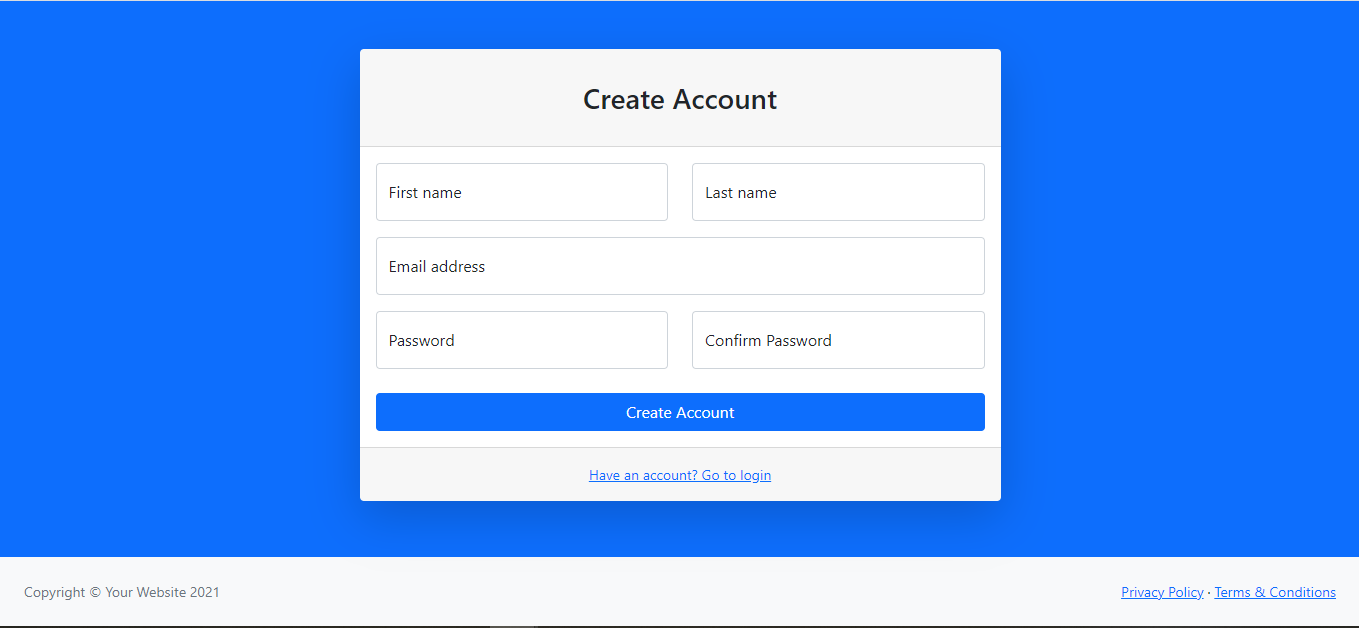 Create Account
First name Last name
Email address
Password Confirm Password
Create Account
Have an account? Go to login
Copyright © Your Website 2021 Privacy Policy · Terms & Conditions